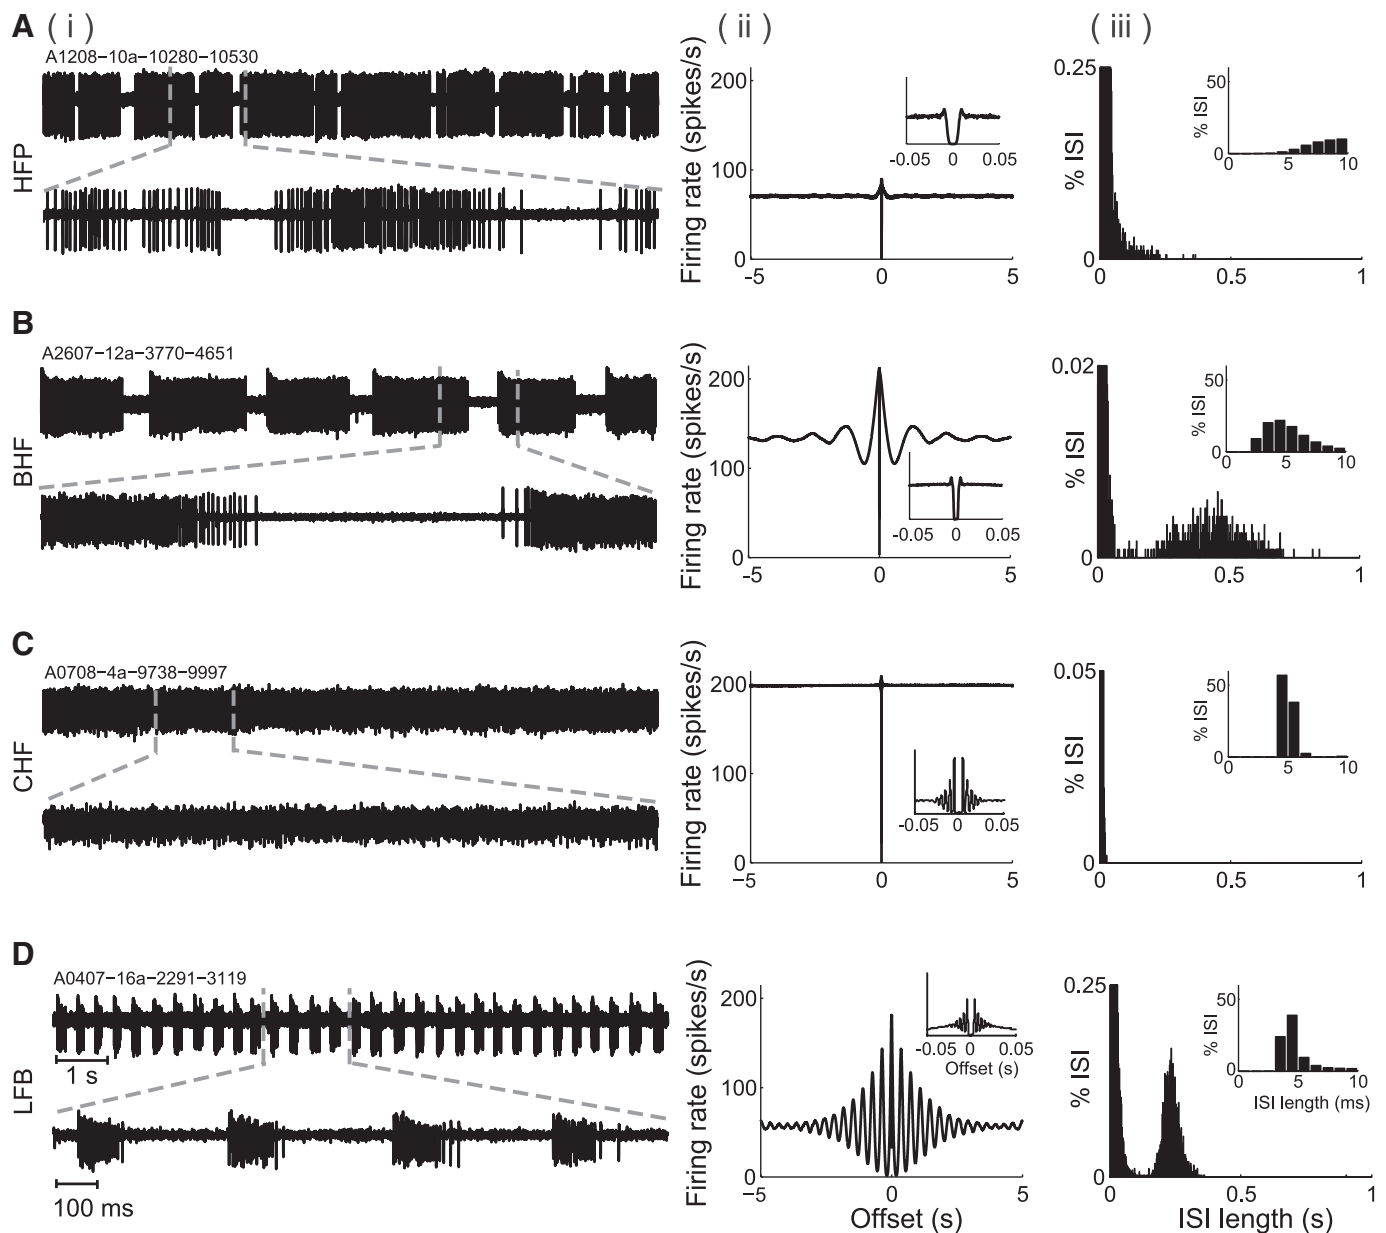 A (i) (ii) (iii)
A1208−10a−10280−10530
HFP
Firing rate (spikes/s)
200
100
0
−5 0 5
-0.05 0 0.05
% ISI
0.25
0
0 0.5 1
% ISI
50
0
0 5 10
B
A2607−12a−3770−4651
BHF
Firing rate (spikes/s)
200
100
0
−5 0 5
-0.05 0 0.05
% ISI
0.02
0
0 0.5 1
% ISI
50
0
0 5 10
C
A0708−4a−9738−9997
CHF
Firing rate (spikes/s)
200
100
0
−5 0 5
-0.05 0 0.05
% ISI
0.05
0
0 0.5 1
% ISI
50
0
0 5 10
D
A0407−16a−2291−3119
LFB
1 s
100 ms
Firing rate (spikes/s)
200
100
0
−5 0 5
Offset (s)
-0.05 0 0.05
Offset (s)
% ISI
0.25
0
0 0.5 1
ISI length (s)
% ISI
50
0
0 5 10
ISI length (ms)